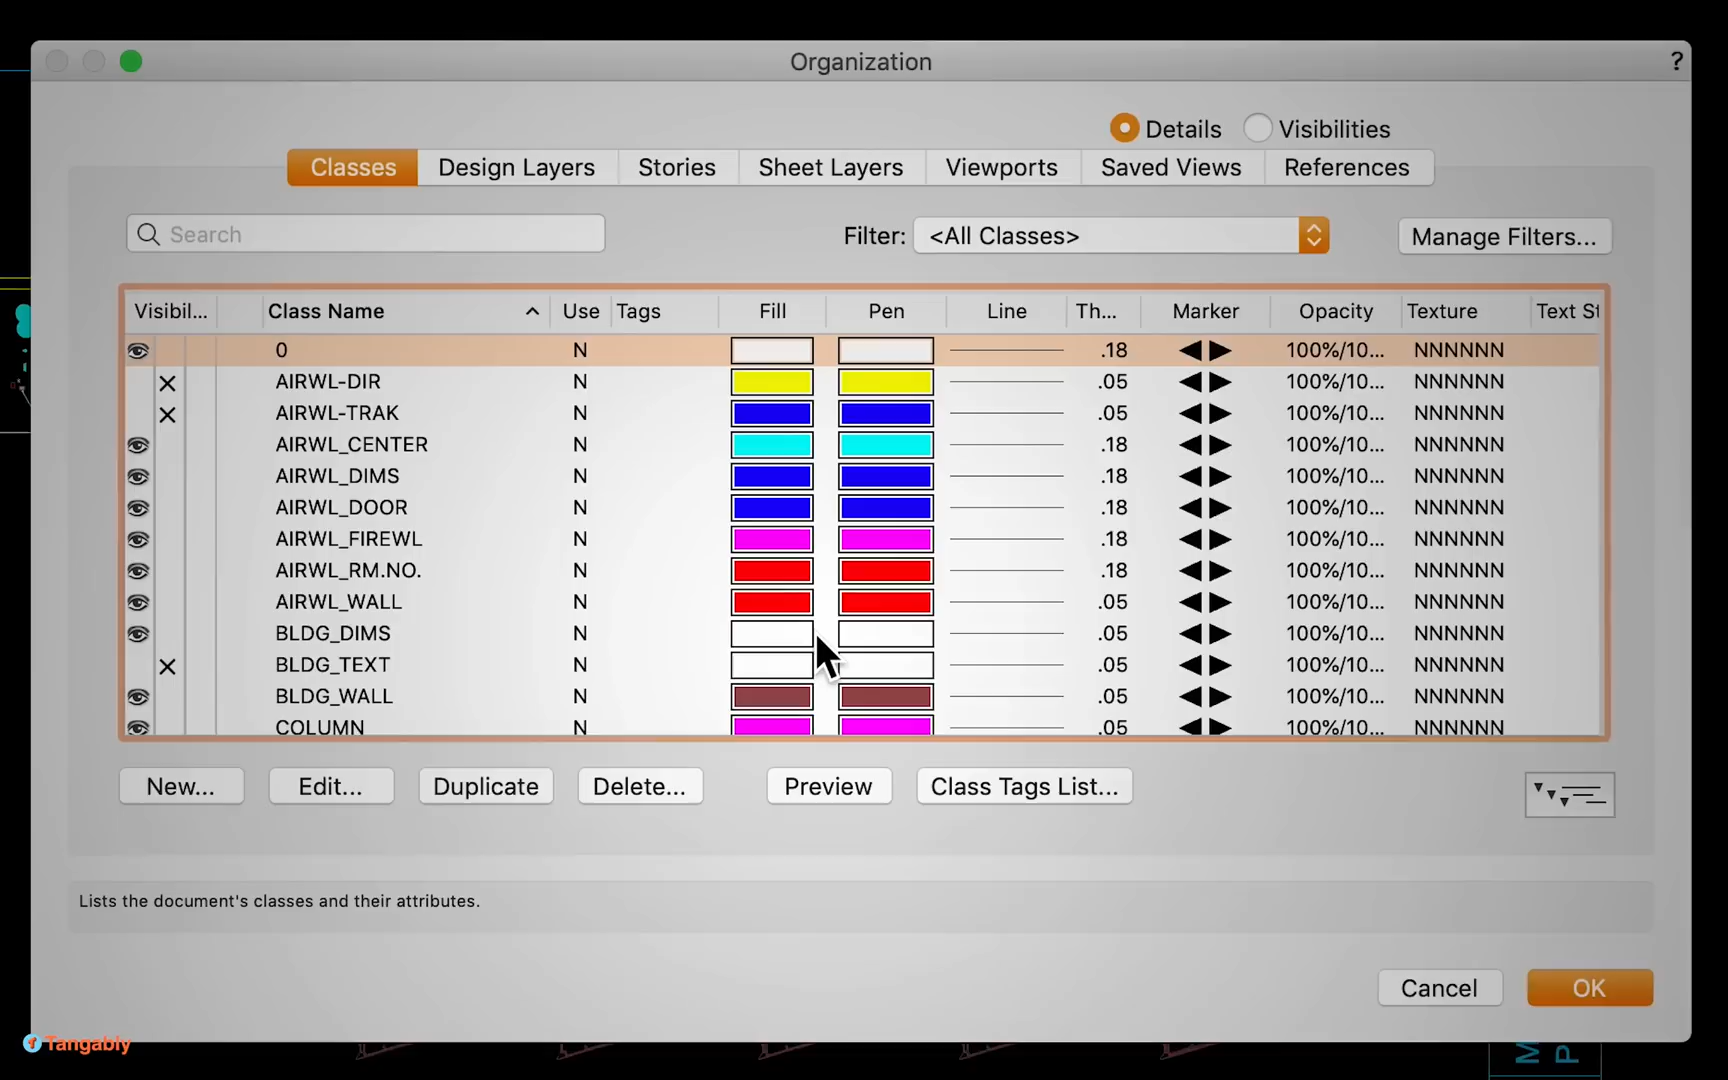 Organization
?
Details Visibilities
Classes Design Layers Stories Sheet Layers Viewports Saved Views References
Search Filter: <All Classes> Manage Filters...
Visibil... Class Name Use Tags Fill Pen Line Th... Marker Opacity Texture Text St
0 N .18 100%/10... NNNNNN
AIRWL-DIR N .05 100%/10... NNNNNN
AIRWL-TRAK N .05 100%/10... NNNNNN
AIRWL_CENTER N .18 100%/10... NNNNNN
AIRWL_DIMS N .18 100%/10... NNNNNN
AIRWL_DOOR N .18 100%/10... NNNNNN
AIRWL_FIREWL N .18 100%/10... NNNNNN
AIRWL_RM.NO. N .18 100%/10... NNNNNN
AIRWL_WALL N .05 100%/10... NNNNNN
BLDG_DIMS N .05 100%/10... NNNNNN
BLDG_TEXT N .05 100%/10... NNNNNN
BLDG_WALL N .05 100%/10... NNNNNN
COLUMN N .05 100%/10... NNNNNN
New... Edit... Duplicate Delete... Preview Class Tags List...
Lists the document's classes and their attributes.
Cancel OK
Tangably
M
P